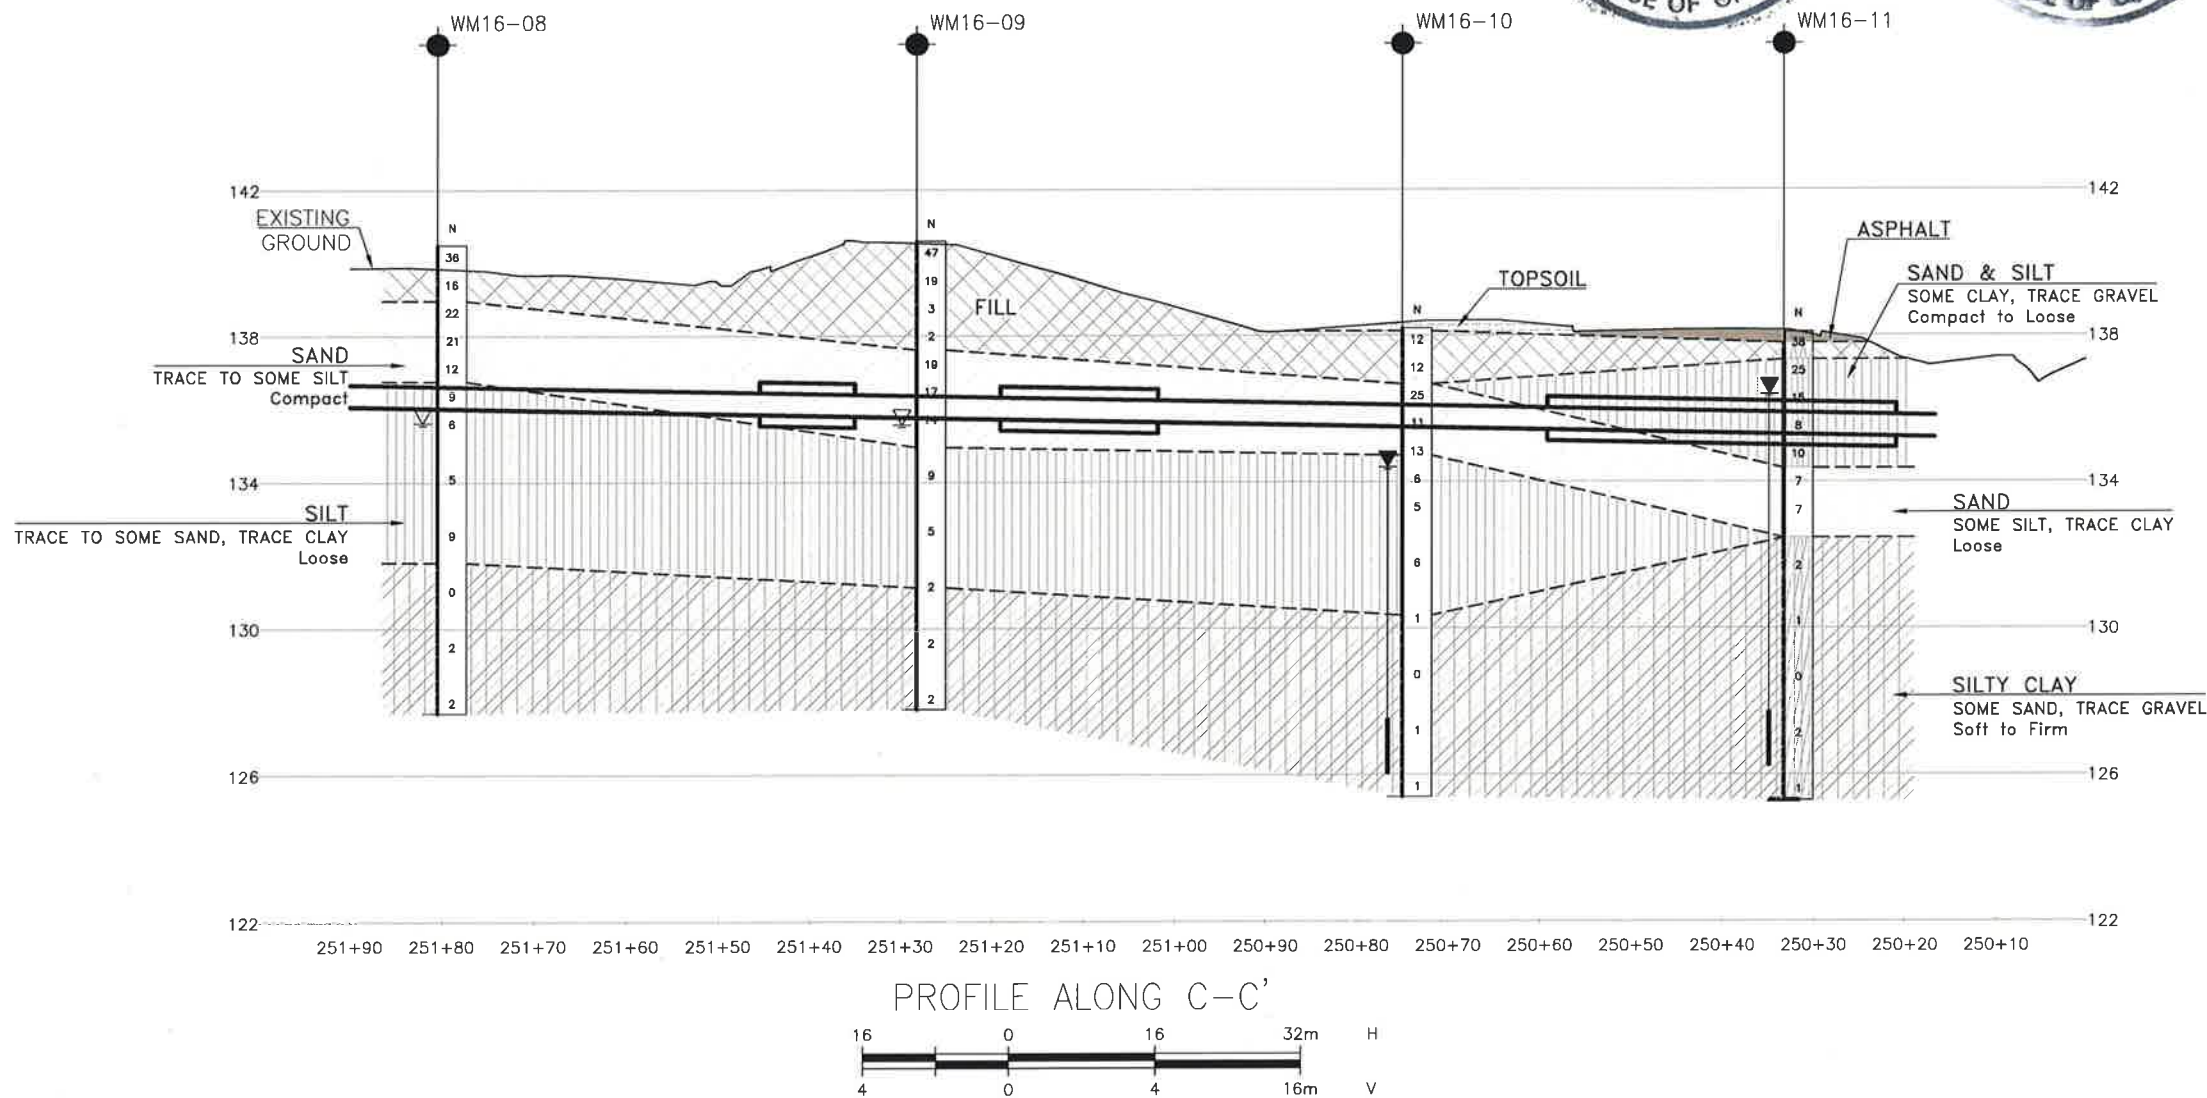 WM16-08
WM16-09
WM16-10
WM16-11
142
142
EXISTING
GROUND
N
N
N
N
ASPHALT
SAND & SILT
SOME CLAY, TRACE GRAVEL
Compact to Loose
TOPSOIL
FILL
138
138
SAND
TRACE TO SOME SILT
Compact
36
16
22
21
12
9
6
5
9
0
2
2
47
19
3
2
19
17
14
9
5
2
2
2
12
12
25
11
13
6
5
6
1
0
1
1
38
25
15
8
10
7
7
2
1
0
2
1
134
134
SILT
TRACE TO SOME SAND, TRACE CLAY
Loose
SAND
SOME SILT, TRACE CLAY
Loose
130
130
SILTY CLAY
SOME SAND, TRACE GRAVEL
Soft to Firm
126
126
122
122
251+90 251+80 251+70 251+60 251+50 251+40 251+30 251+20 251+10 251+00 250+90 250+80 250+70 250+60 250+50 250+40 250+30 250+20 250+10
PROFILE ALONG C-C'
16 0 16 32m H
4 0 4 16m V